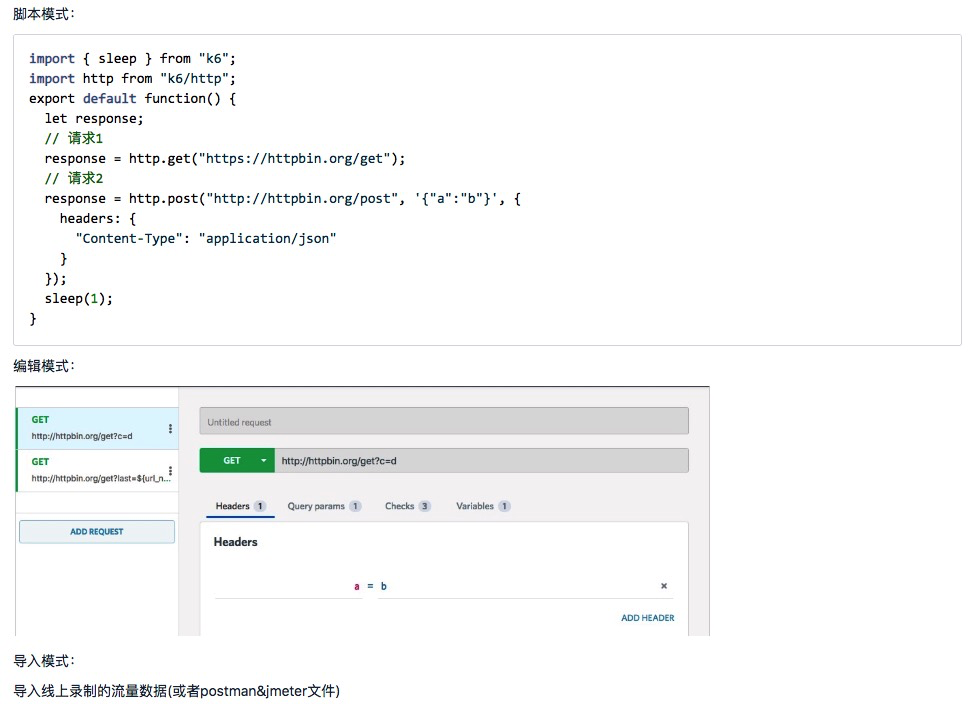 脚本模式：
import { sleep } from "k6";
import http from "k6/http";
export default function() {
let response;
// 请求1
response = http.get("https://httpbin.org/get");
// 请求2
response = http.post("http://httpbin.org/post", '{"a":"b"}', {
headers: {
"Content-Type": "application/json"
}
});
sleep(1);
}
编辑模式：
GET
http://httpbin.org/get?c=d
GET
http://httpbin.org/get?last=${url_n...
ADD REQUEST
Untitled request
GET http://httpbin.org/get?c=d
Headers 1 Query params 1 Checks 3 Variables 1
Headers
a = b ×
ADD HEADER
导入模式：
导入线上录制的流量数据(或者postman&jmeter文件)